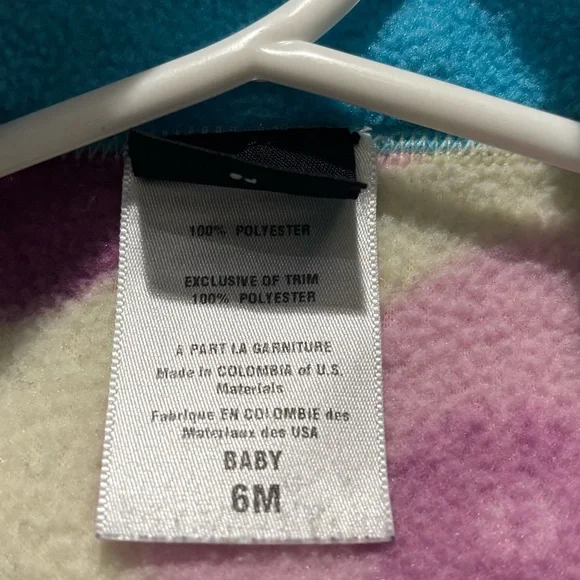 100% POLYESTER
EXCLUSIVE OF TRIM
100% POLYESTER
A PART LA GARNITURE
Made in COLOMBIA of U.S.
Materials
Fabrique EN COLOMBIE des
Materiaux des USA
BABY
6M